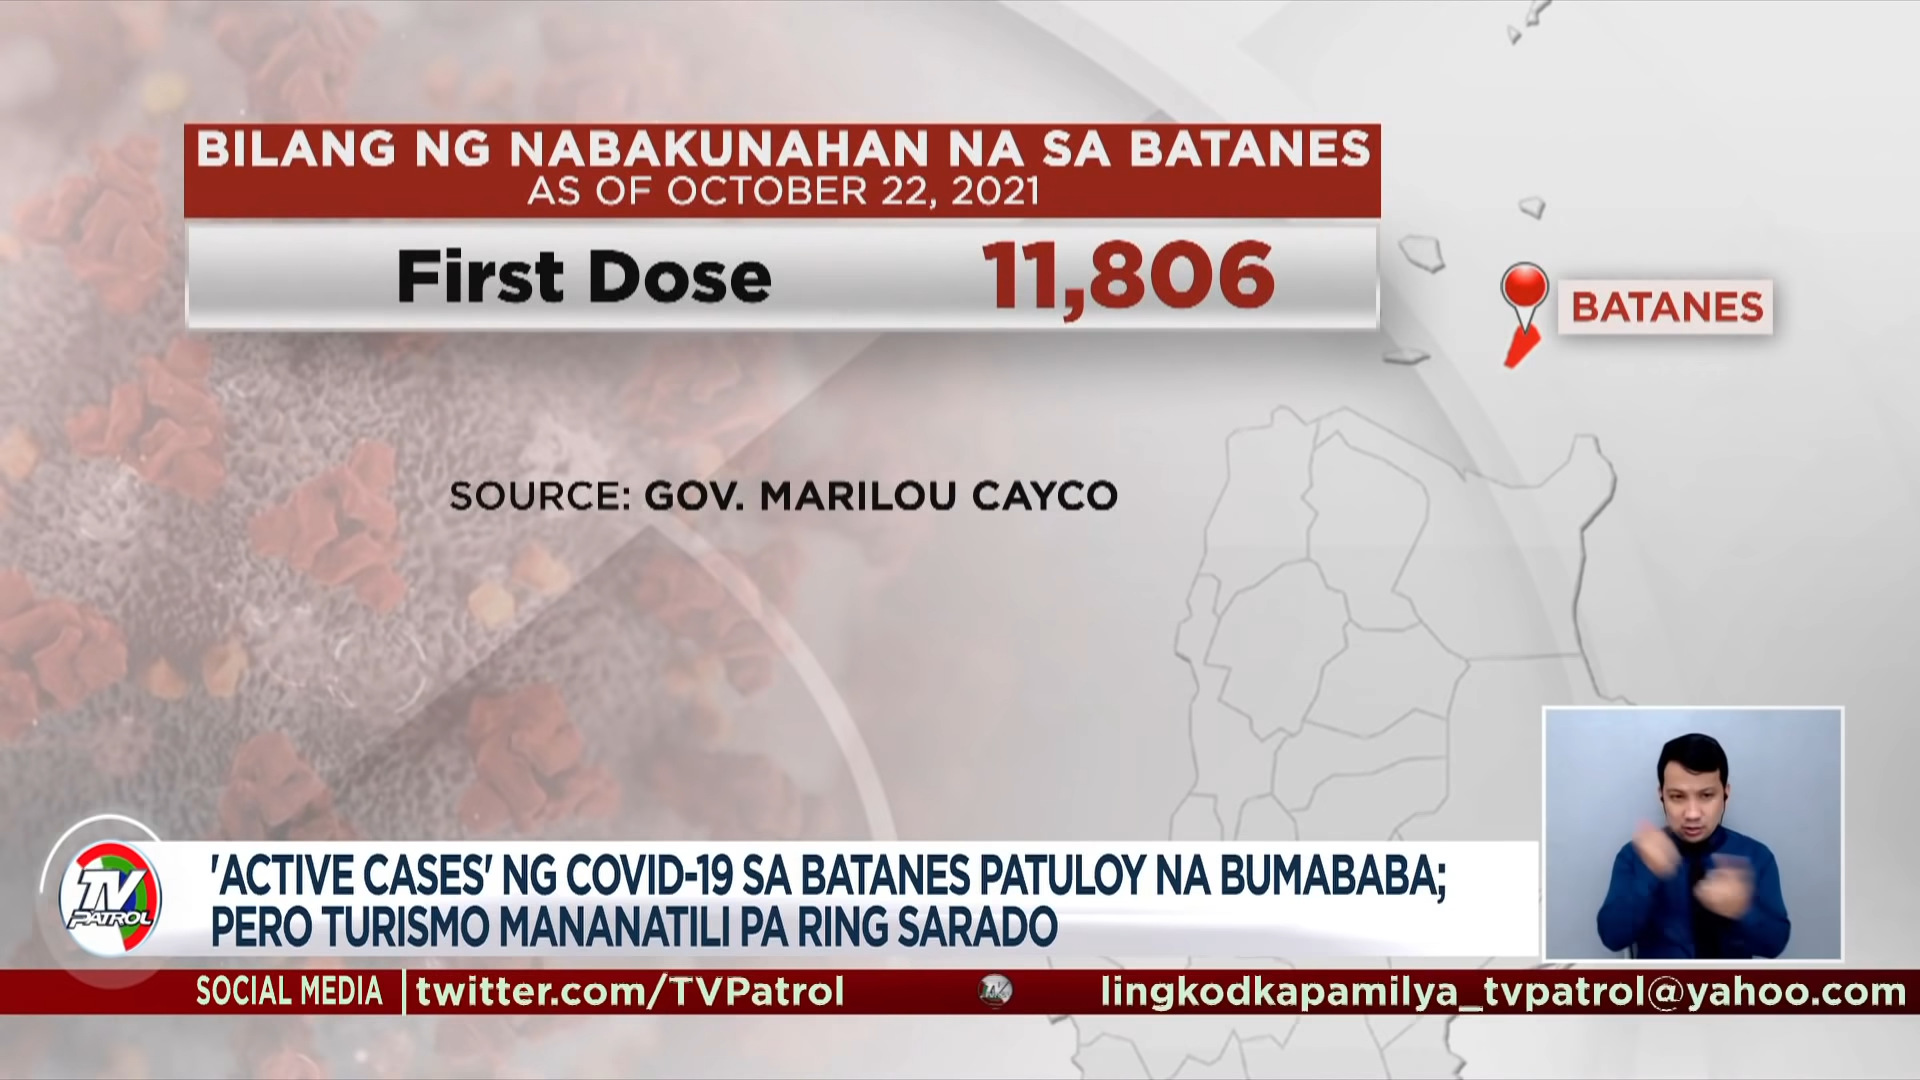 BILANG NG NABAKUNAHAN NA SA BATANES
AS OF OCTOBER 22, 2021
First Dose 11,806
BATANES
SOURCE: GOV. MARILOU CAYCO
TV PATROL
'ACTIVE CASES' NG COVID-19 SA BATANES PATULOY NA BUMABABA;
PERO TURISMO MANANATILI PA RING SARADO
SOCIAL MEDIA twitter.com/TVPatrol lingkodkapamilya_tvpatrol@yahoo.com